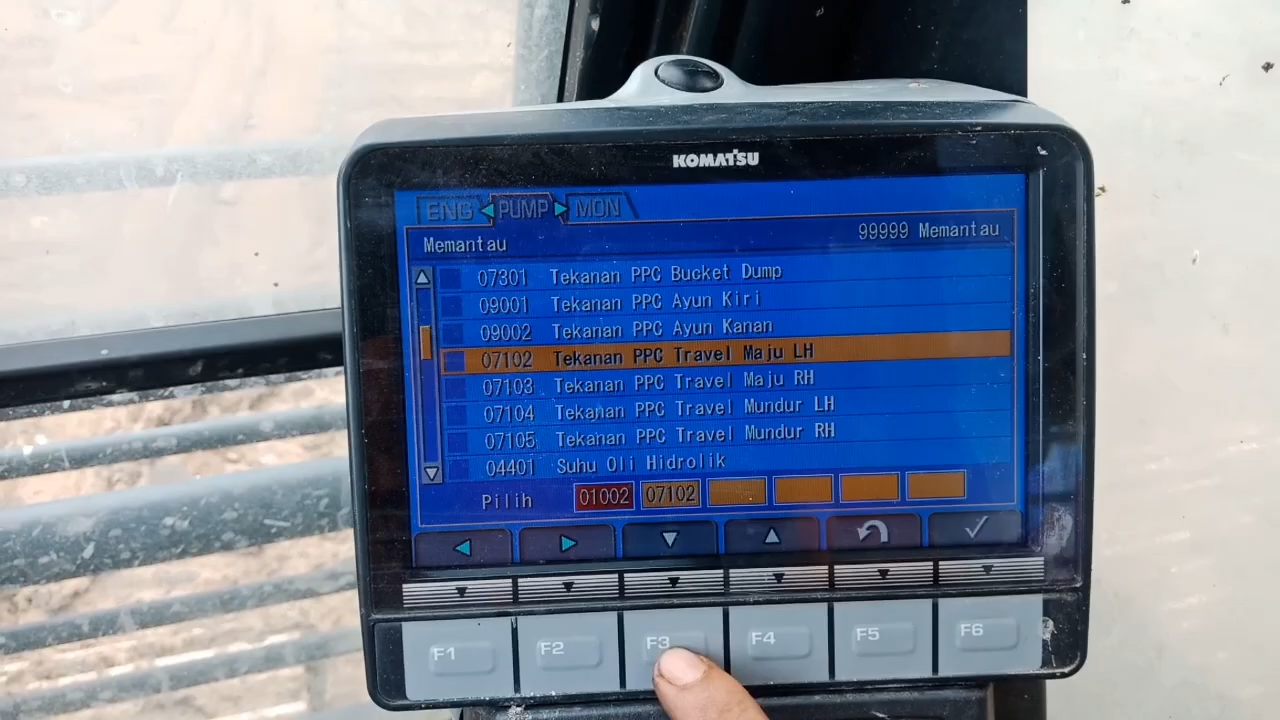 KOMATSU
ENG PUMP MON
Memantau 99999 Memantau
07301 Tekanan PPC Bucket Dump
09001 Tekanan PPC Ayun Kiri
09002 Tekanan PPC Ayun Kanan
07102 Tekanan PPC Travel Maju LH
07103 Tekanan PPC Travel Maju RH
07104 Tekanan PPC Travel Mundur LH
07105 Tekanan PPC Travel Mundur RH
04401 Suhu Oli Hidrolik
Pilih 01002 07102
F1 F2 F3 F4 F5 F6